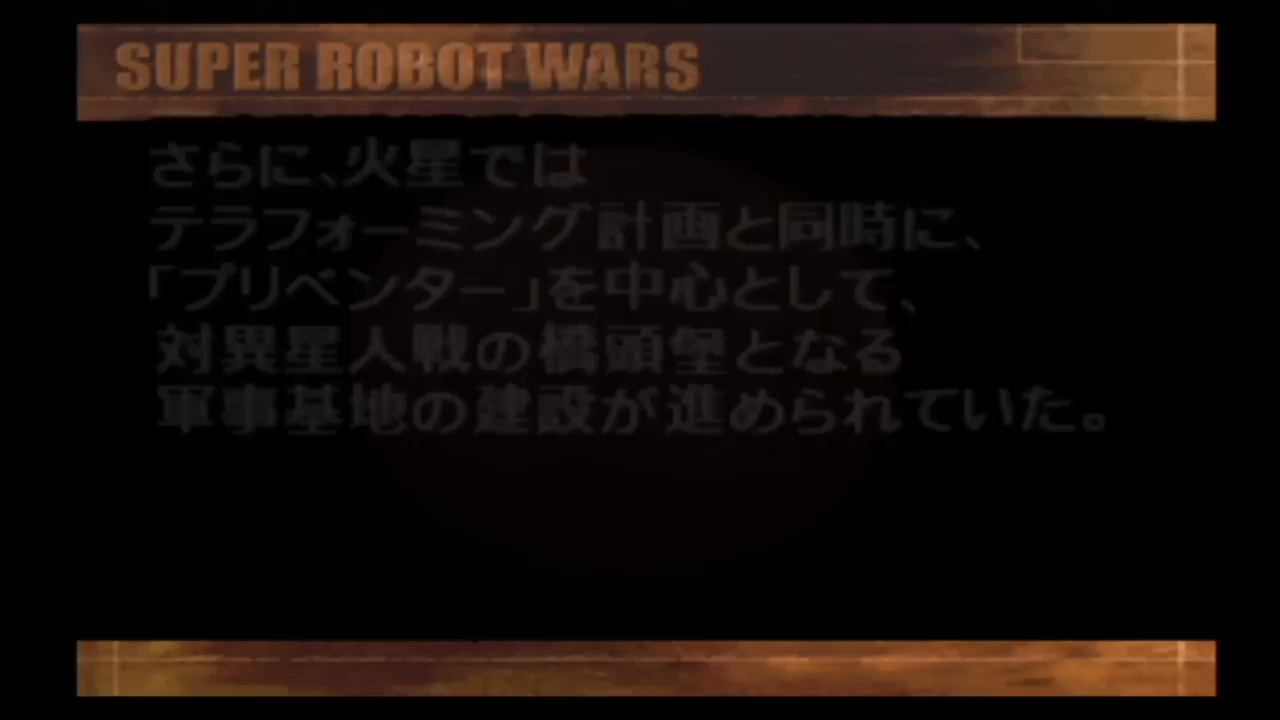 SUPER ROBOT WARS
さらに、火星では
テラフォーミング計画と同時に、
「プリベンター」を中心として、
対異星人戦の橋頭堡となる
軍事基地の建設が進められていた。